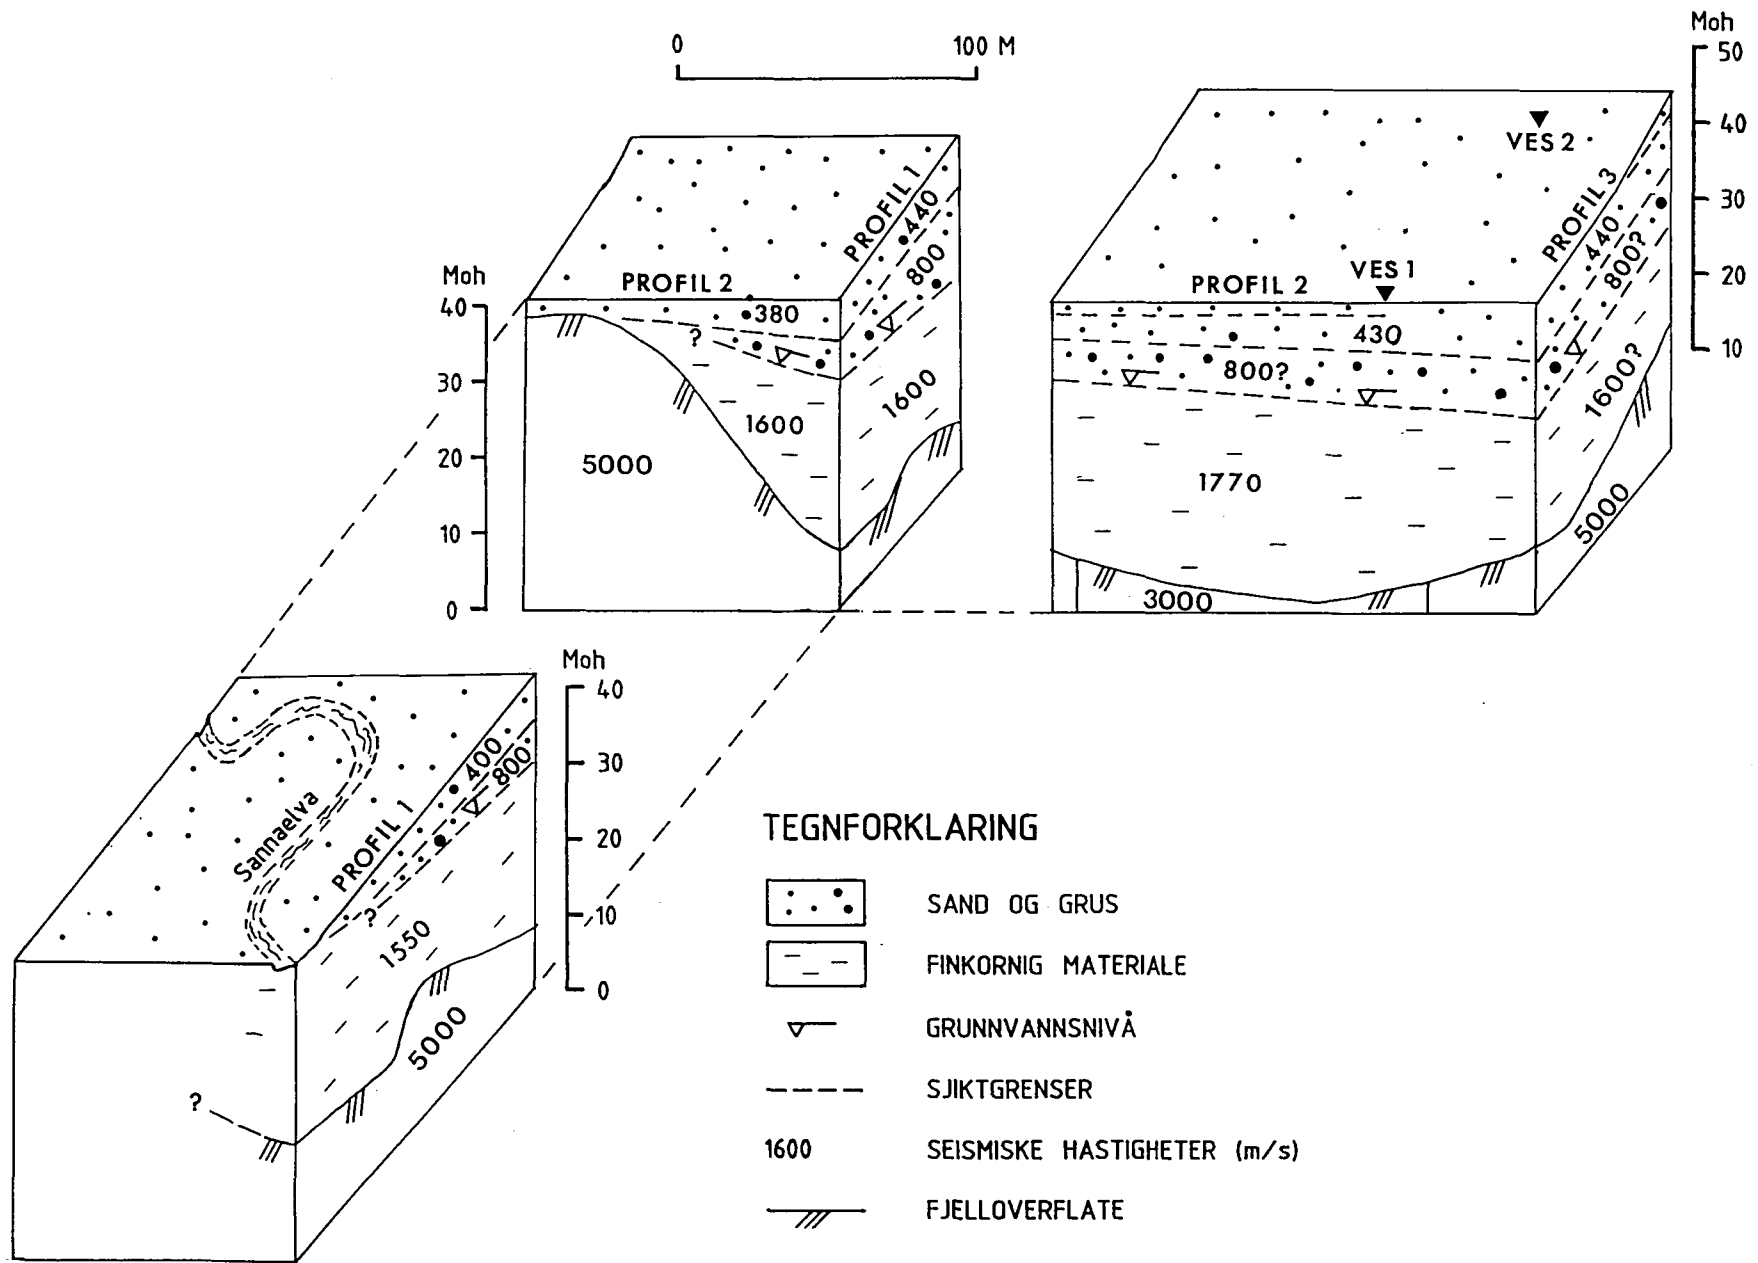 0 100 M
Moh
50
40
30
20
10
VES 2
PROFIL 3
440
800?
1600?
5000
PROFIL 2
VES 1
430
800?
1770
3000
PROFIL 1
440
800
1600
PROFIL 2
380
?
1600
5000
Moh
40
30
20
10
0
Moh
40
30
20
10
0
Sannaelva
PROFIL 1
400
800
?
1550
5000
?
TEGNFORKLARING
SAND OG GRUS
FINKORNIG MATERIALE
GRUNNVANNSNIVÅ
SJIKTGRENSER
1600 SEISMISKE HASTIGHETER (m/s)
FJELLOVERFLATE